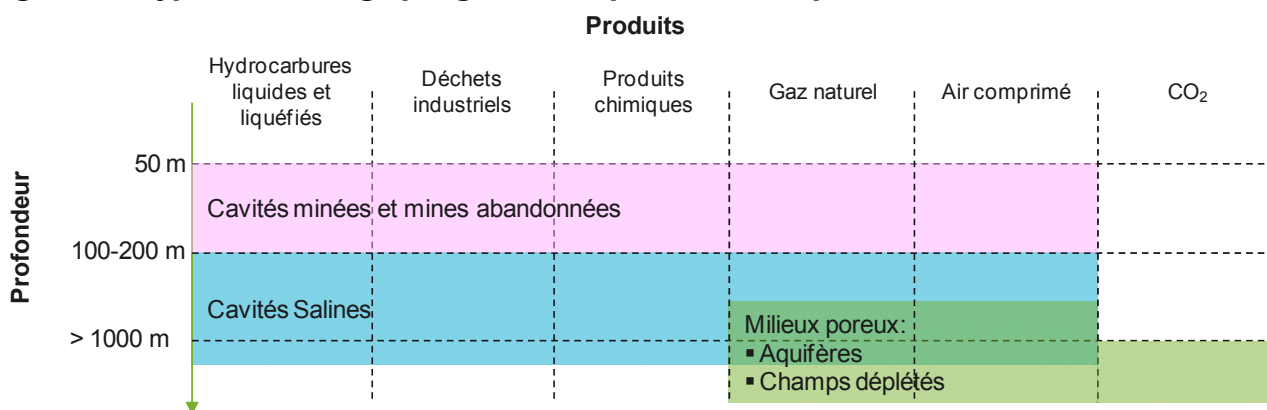 Produits
Hydrocarbures
liquides et
liquéfiés
Déchets
industriels
Produits
chimiques
Gaz naturel
Air comprimé
CO₂
Profondeur
50 m
Cavités minées et mines abandonnées
100-200 m
Cavités Salines
> 1000 m
Milieux poreux:
▪ Aquifères
▪ Champs déplétés